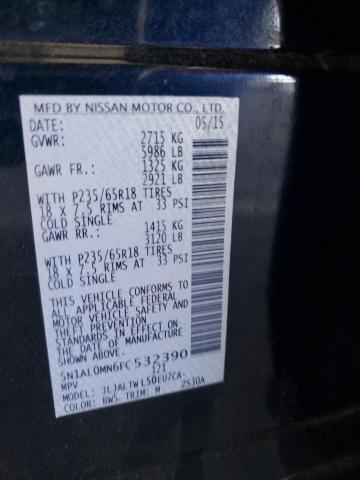 MFD BY NISSAN MOTOR CO., LTD.
DATE: 05/15
GVWR: 2715 KG
5986 LB
GAWR FR.: 1325 KG
2921 LB
WITH P235/65R18 TIRES
18 X 7.5 RIMS AT 33 PSI
COLD SINGLE
GAWR RR.: 1415 KG
3120 LB
WITH P235/65R18 TIRES
18 X 7.5 RIMS AT 33 PSI
COLD SINGLE
THIS VEHICLE CONFORMS TO
ALL APPLICABLE FEDERAL
MOTOR VEHICLE SAFETY
STANDARDS IN EFFECT ON
THE DATE OF MANUFACTURE
SHOWN ABOVE.
5N1AL0MN6FC532390
MPV 121
MODEL: JLJALTWL50EUZCA-
COLOR: BW5. TRIM: M 2S30A